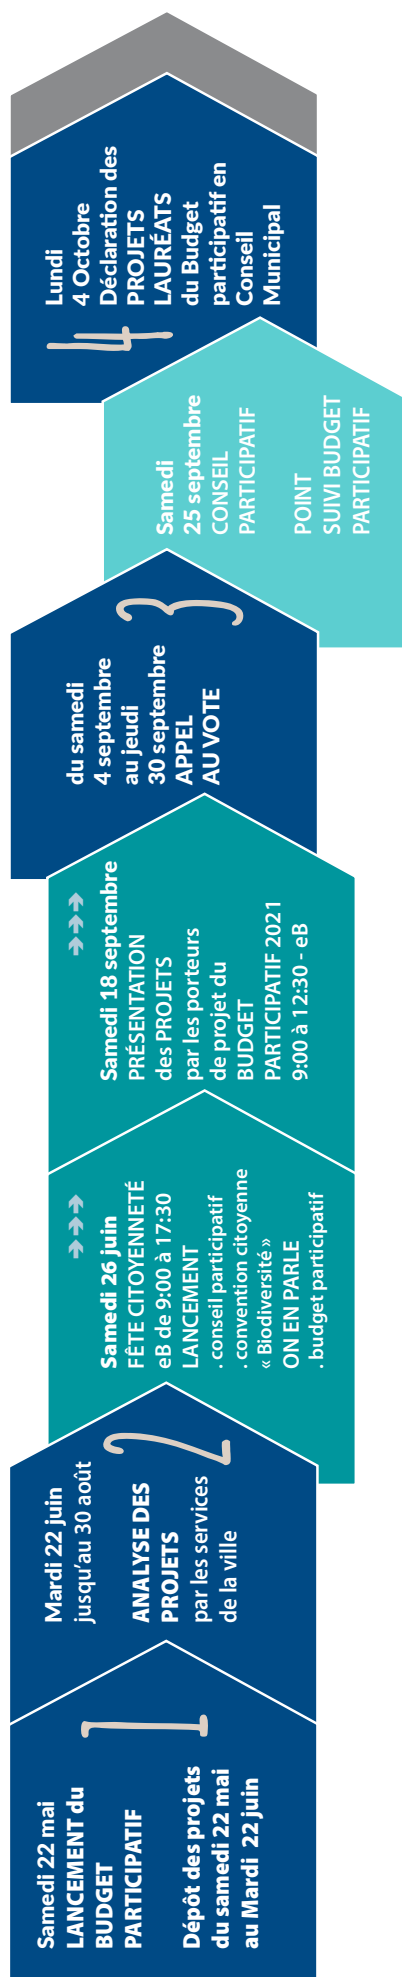 Samedi 22 mai
LANCEMENT du
BUDGET
PARTICIPATIF
1
Dépôt des projets
du samedi 22 mai
au Mardi  22 juin
Mardi 22 juin
jusqu'au 30 août
2
ANALYSE DES
PROJETS
par les services
de la ville
➔➔➔
Samedi 26 juin
FÊTE CITOYENNETÉ
eB de 9:00 à 17:30
LANCEMENT
. conseil participatif
. convention citoyenne
« Biodiversité »
ON EN PARLE
. budget participatif
➔➔➔
Samedi 18 septembre
PRÉSENTATION
des PROJETS
par les porteurs
de projet du
BUDGET
PARTICIPATIF 2021
9:00 à 12:30 - eB
3
du samedi
4 septembre
au jeudi
30 septembre
APPEL
AU VOTE
Samedi
25 septembre
CONSEIL
PARTICIPATIF
POINT
SUIVI BUDGET
PARTICIPATIF
4
Lundi
4 Octobre
Déclaration des
PROJETS
LAURÉATS
du Budget
participatif en
Conseil
Municipal